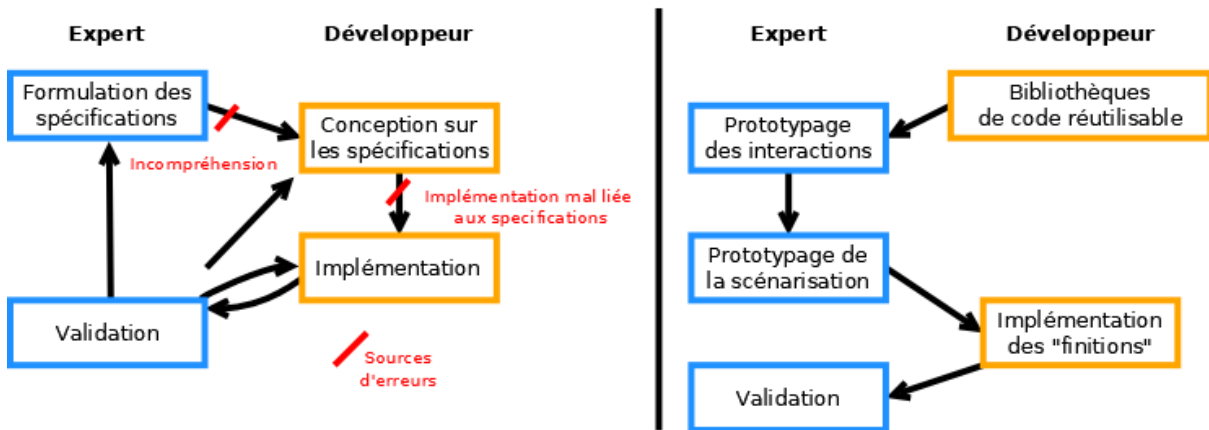 Expert
Développeur
Formulation des
spécifications
Conception sur
les spécifications
Incompréhension
Implémentation mal liée
aux specifications
Implémentation
Validation
Sources
d'erreurs
Expert
Développeur
Bibliothèques
de code réutilisable
Prototypage
des interactions
Prototypage de
la scénarisation
Implémentation
des "finitions"
Validation